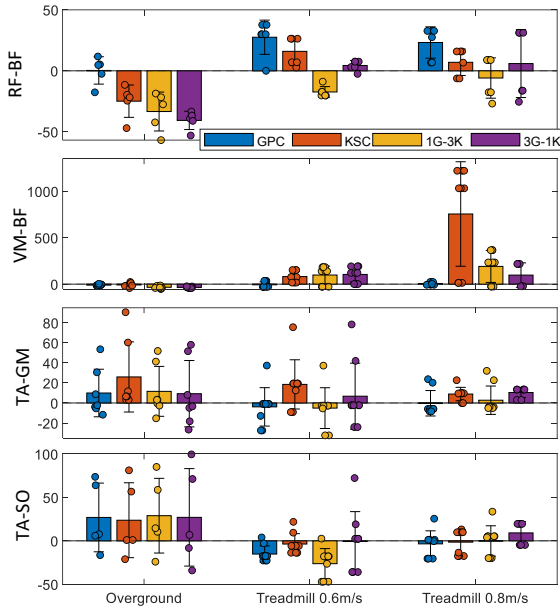 50
0
-50
RF-BF
GPC KSC 1G-3K 3G-1K
1000
500
0
VM-BF
80
60
40
20
0
-20
TA-GM
100
50
0
-50
TA-SO
Overground Treadmill 0.6m/s Treadmill 0.8m/s